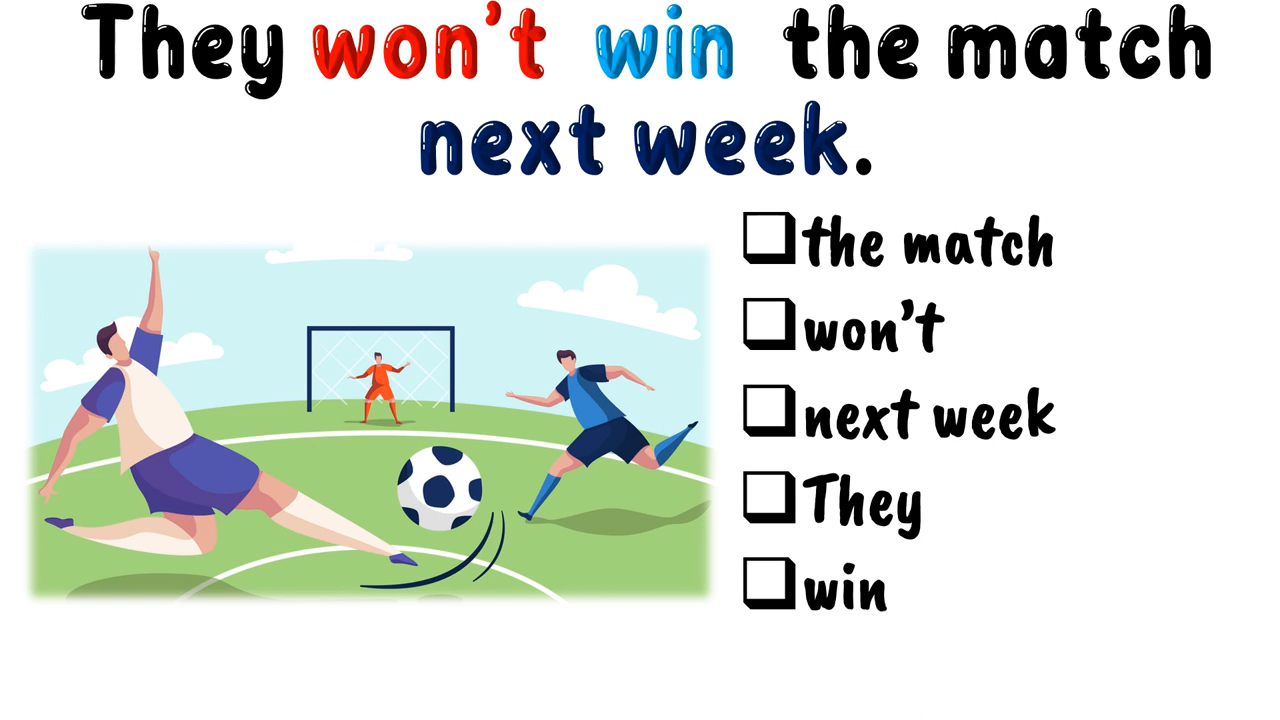 They won't win the match
next week.
the match
won't
next week
They
win